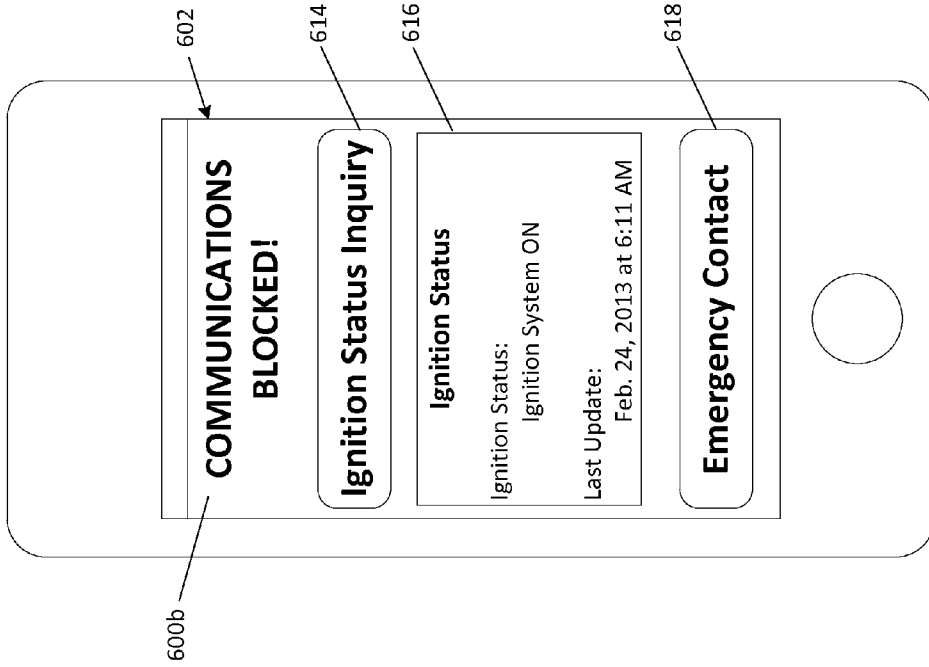 602
COMMUNICATIONS
BLOCKED!
614
Ignition Status Inquiry
616
Ignition Status
Ignition Status:
Ignition System ON
Last Update:
Feb. 24, 2013 at 6:11 AM
618
Emergency Contact
600b